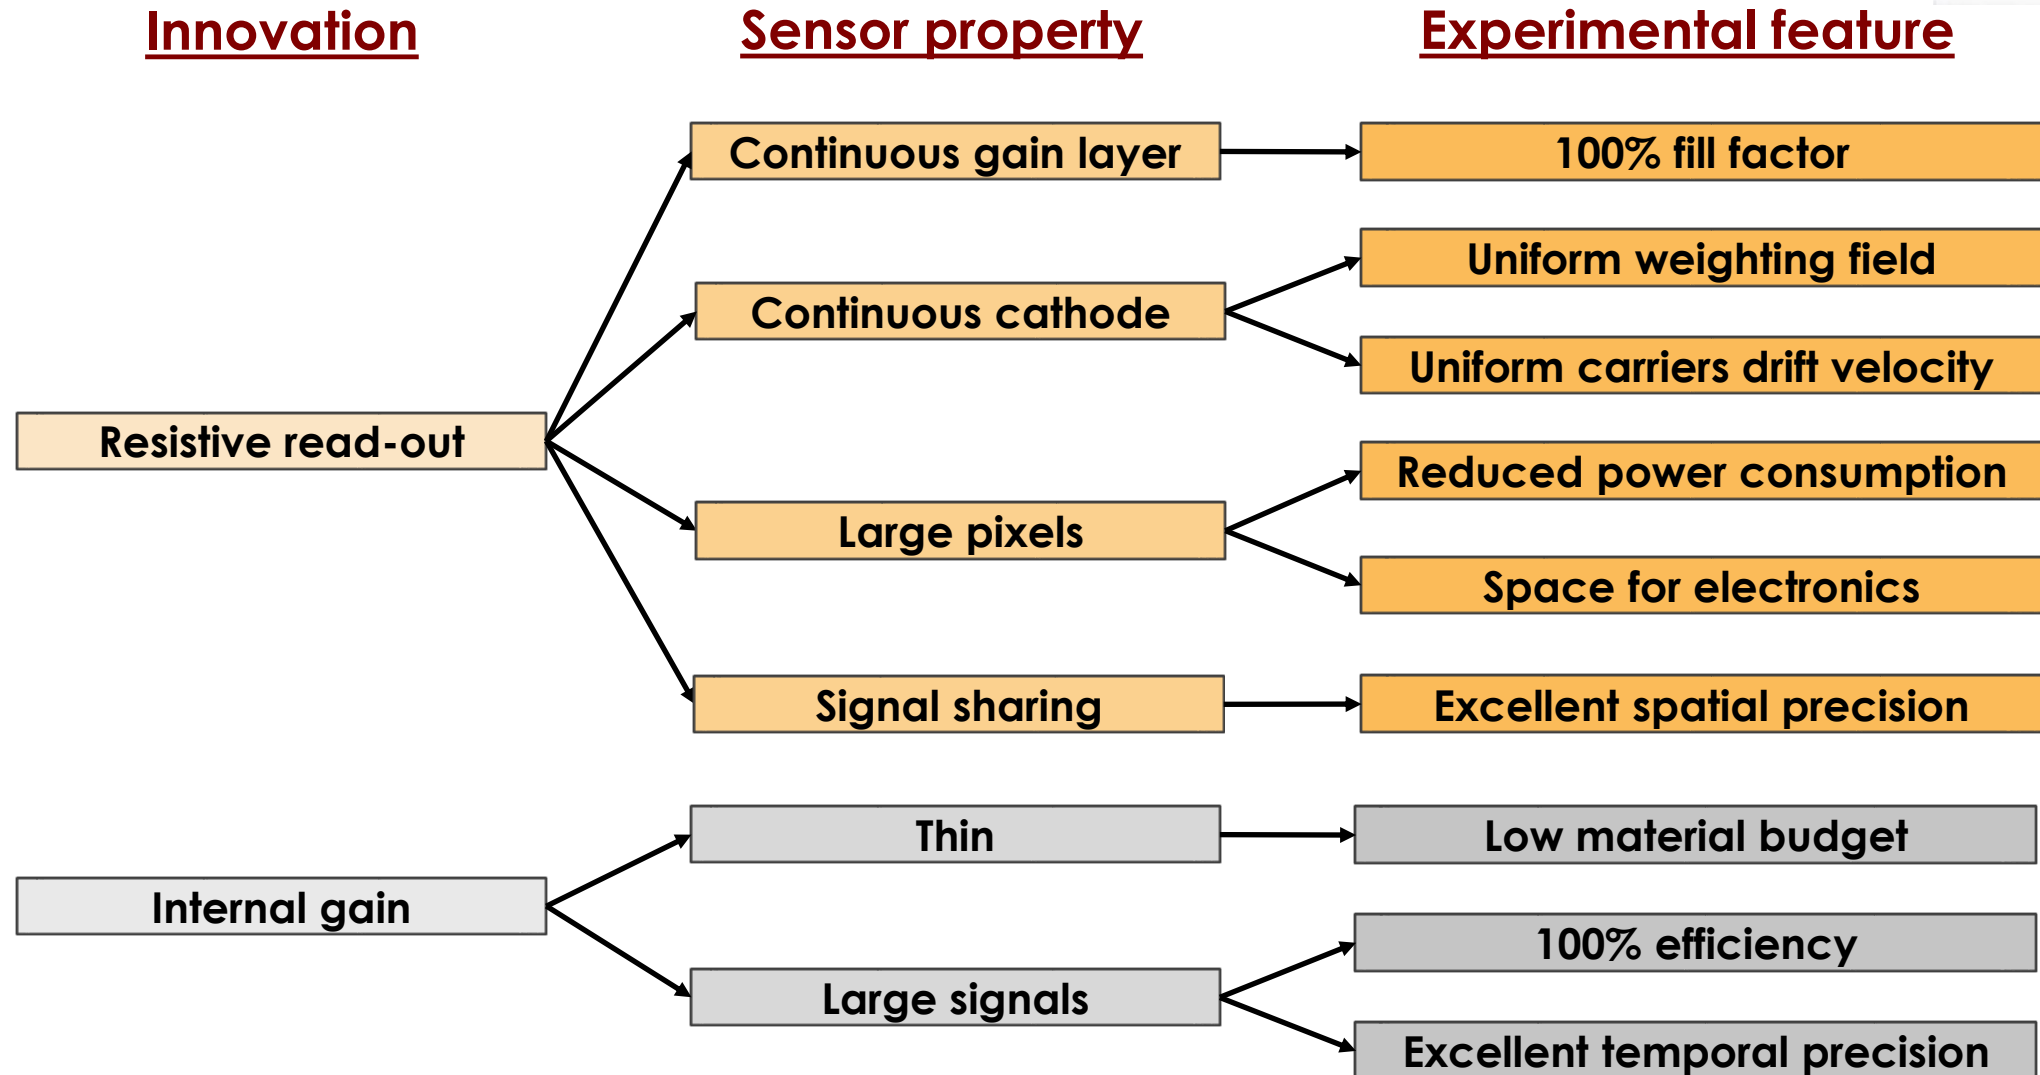 Innovation
Sensor property
Experimental feature
Continuous gain layer
100% fill factor
Uniform weighting field
Continuous cathode
Uniform carriers drift velocity
Resistive read-out
Reduced power consumption
Large pixels
Space for electronics
Signal sharing
Excellent spatial precision
Thin
Low material budget
Internal gain
100% efficiency
Large signals
Excellent temporal precision